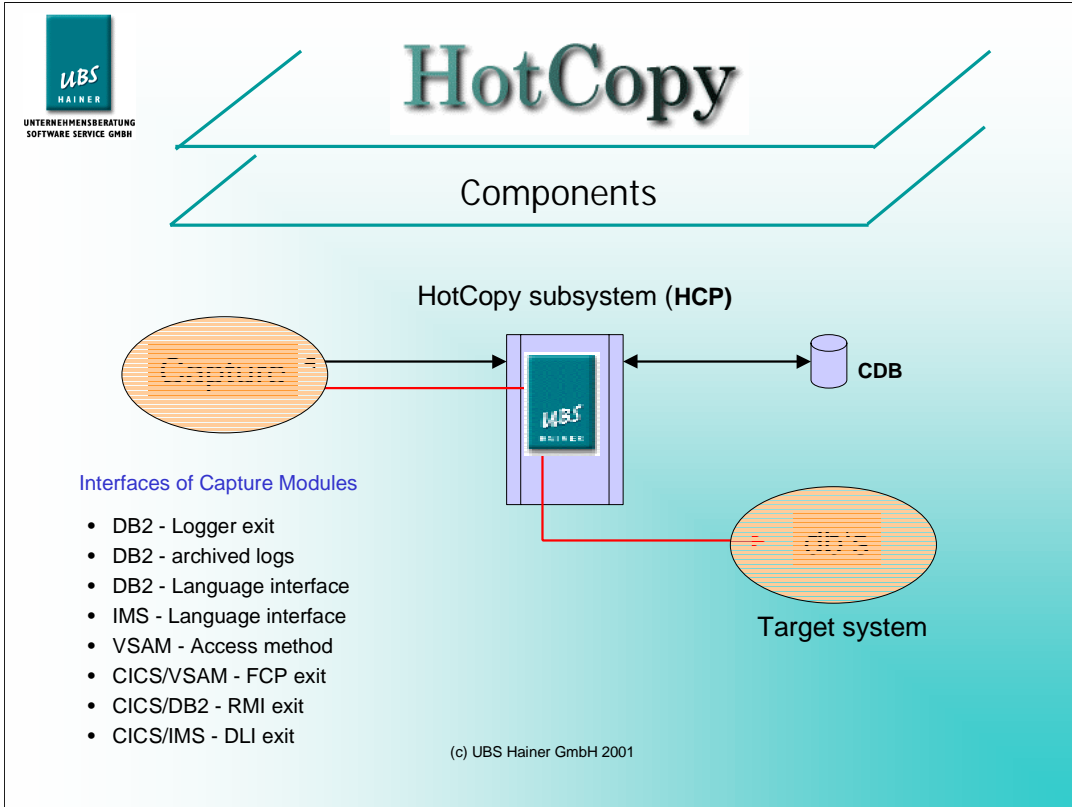 UBS
HAINER
UNTERNEHMENSBERATUNG
SOFTWARE SERVICE GMBH
HotCopy
Components
HotCopy subsystem (HCP)
Capture
UBS
HAINER
CDB
Interfaces of Capture Modules
• DB2 - Logger exit
• DB2 - archived logs
• DB2 - Language interface
• IMS - Language interface
• VSAM - Access method
• CICS/VSAM - FCP exit
• CICS/DB2 - RMI exit
• CICS/IMS - DLI exit
db's
Target system
(c) UBS Hainer GmbH 2001